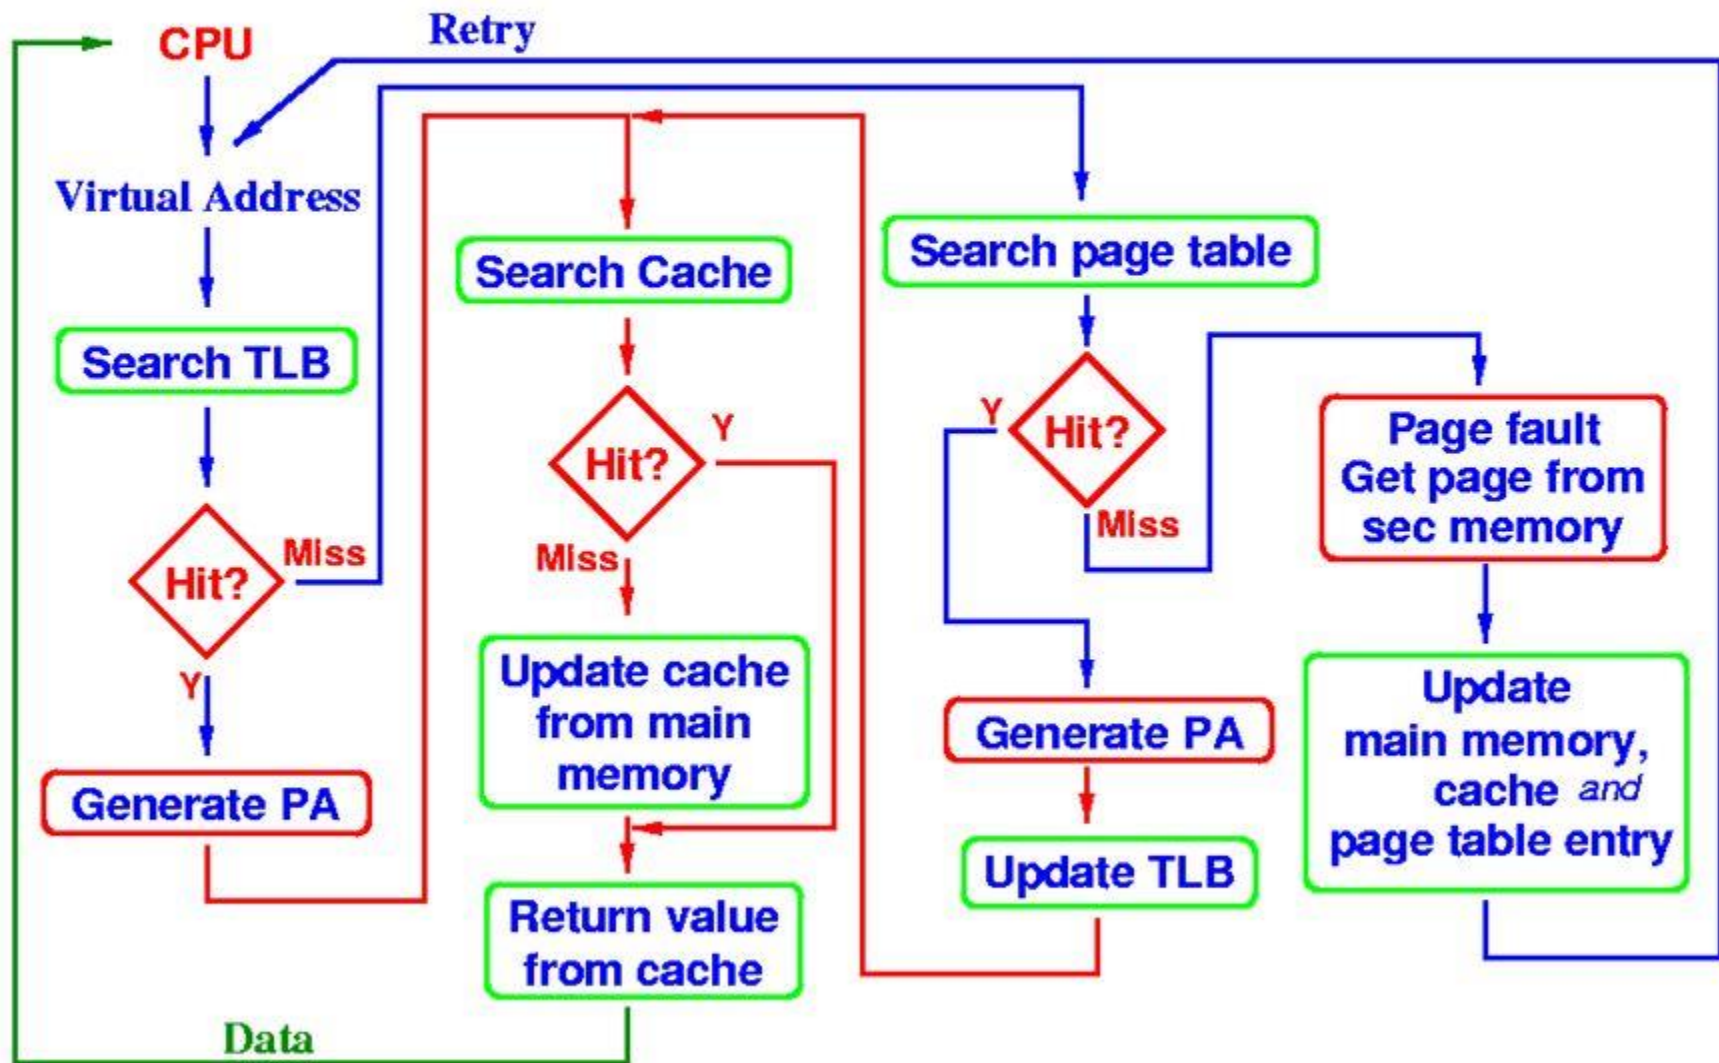 CPU
Retry
Virtual Address
Search TLB
Hit?
Miss
Y
Generate PA
Search Cache
Hit?
Y
Miss
Update cache
from main
memory
Return value
from cache
Data
Search page table
Y
Hit?
Miss
Generate PA
Update TLB
Page fault
Get page from
sec memory
Update
main memory,
cache and
page table entry